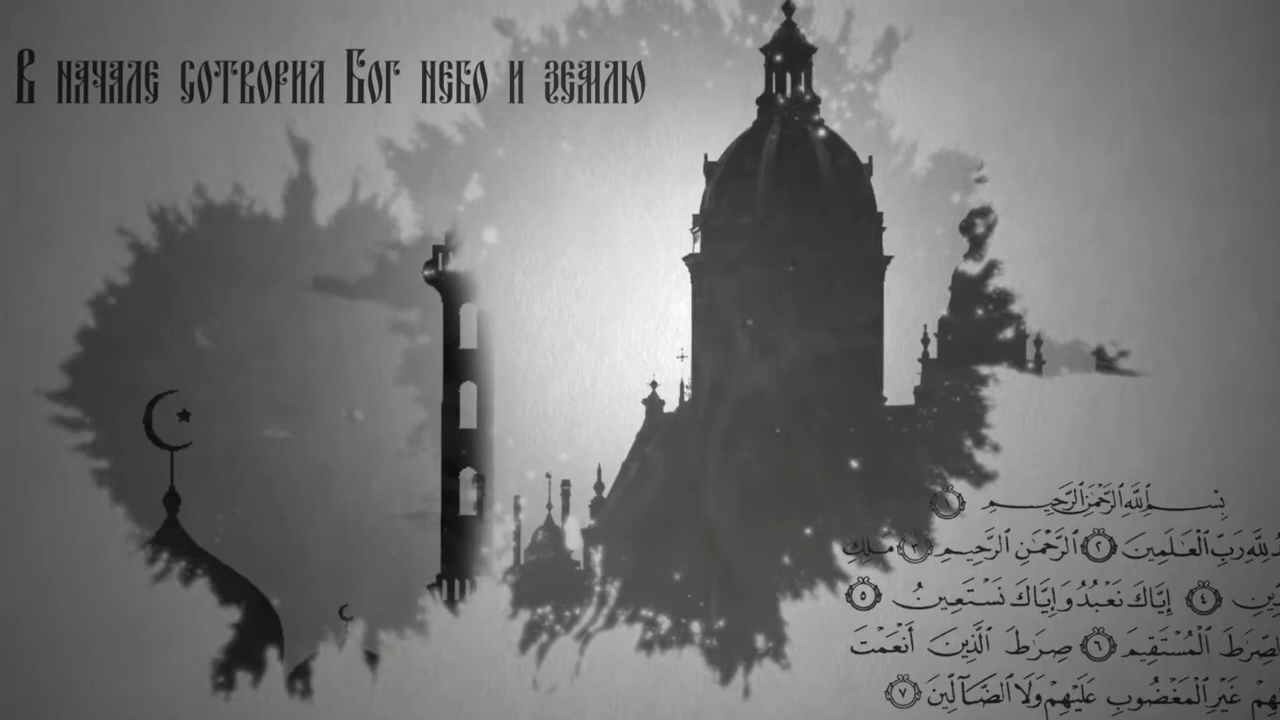 В начале сотворил Бог небо и землю
بِسْمِ ٱللَّهِ ٱلرَّحْمَٰنِ ٱلرَّحِيمِ ١
لِلَّهِ رَبِّ ٱلْعَٰلَمِينَ ٢ ٱلرَّحْمَٰنِ ٱلرَّحِيمِ ٣ مَٰلِكِ
٤ إِيَّاكَ نَعْبُدُ وَإِيَّاكَ نَسْتَعِينُ ٥
ٱلصِّرَٰطَ ٱلْمُسْتَقِيمَ ٦ صِرَٰطَ ٱلَّذِينَ أَنْعَمْتَ
غَيْرِ ٱلْمَغْضُوبِ عَلَيْهِمْ وَلَا ٱلضَّآلِّينَ ٧